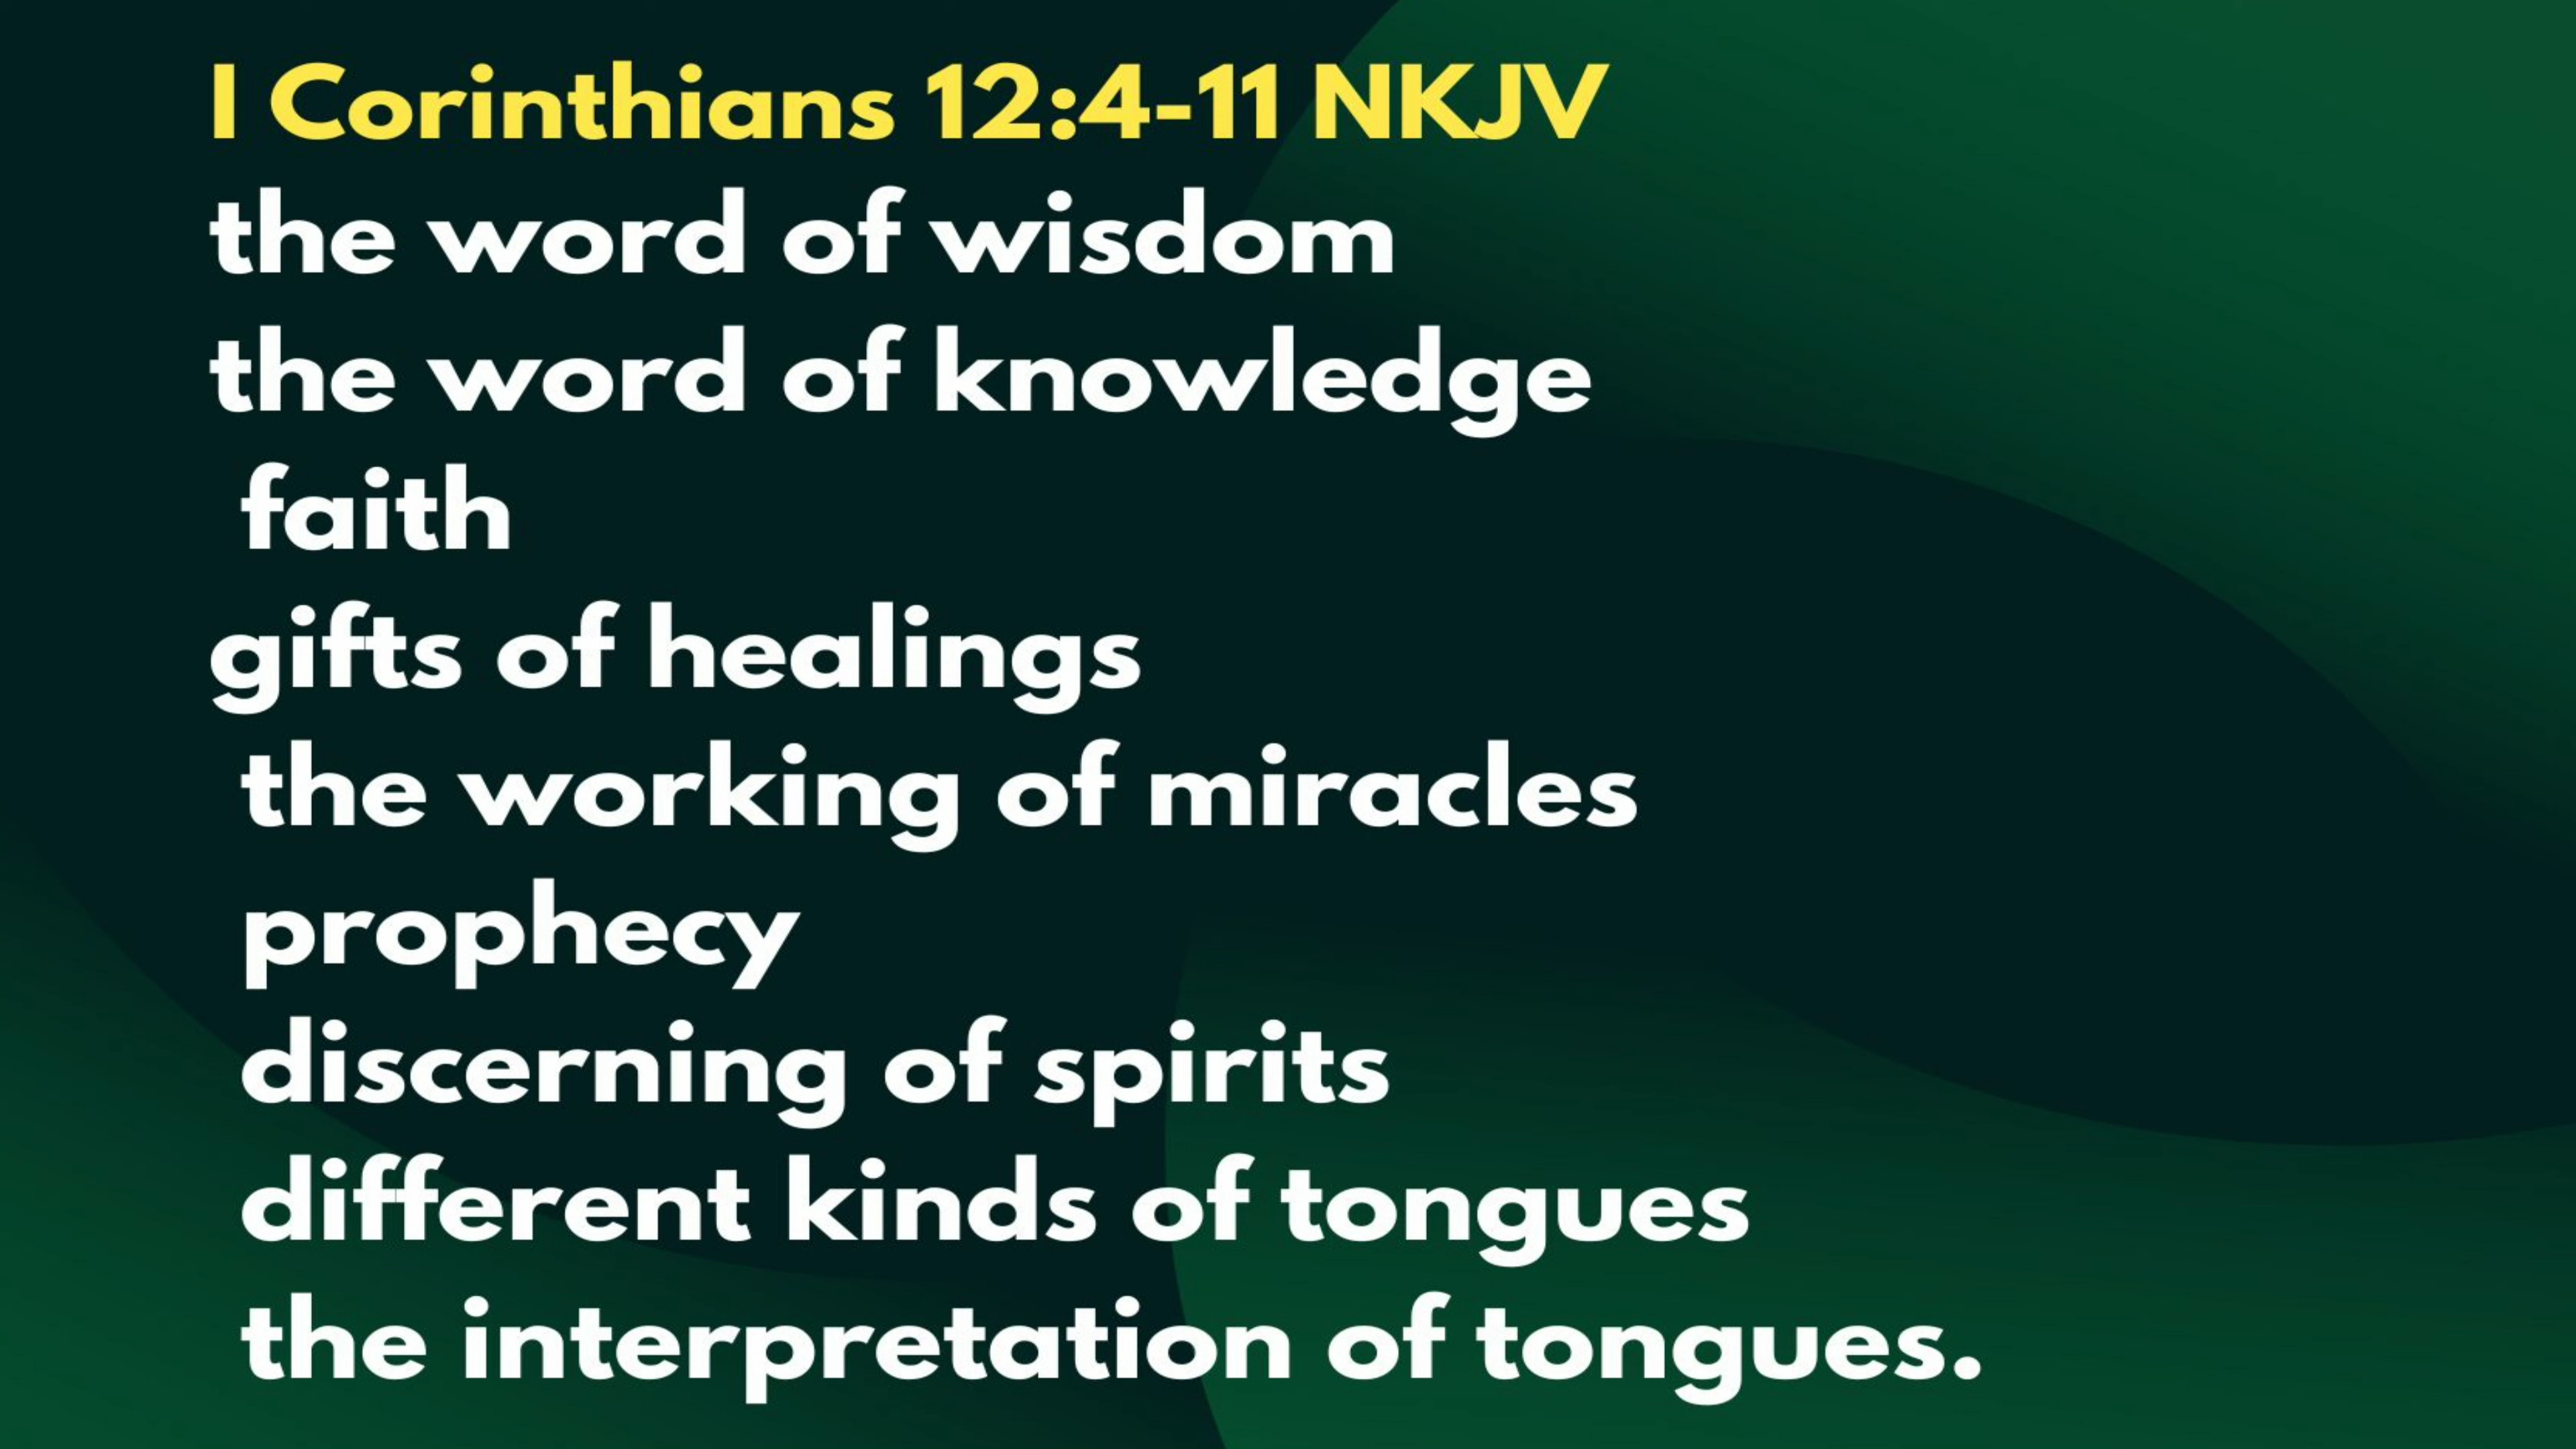 I Corinthians 12:4-11 NKJV
the word of wisdom
the word of knowledge
faith
gifts of healings
the working of miracles
prophecy
discerning of spirits
different kinds of tongues
the interpretation of tongues.